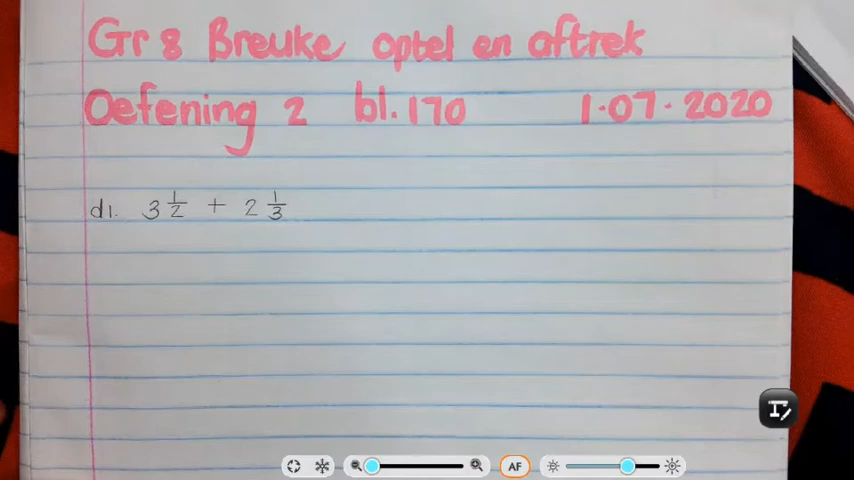 Gr 8 Breuke optel en aftrek
Oefening 2 bl. 170 1.07.2020
d1. 3 1/2 + 2 1/3
AF